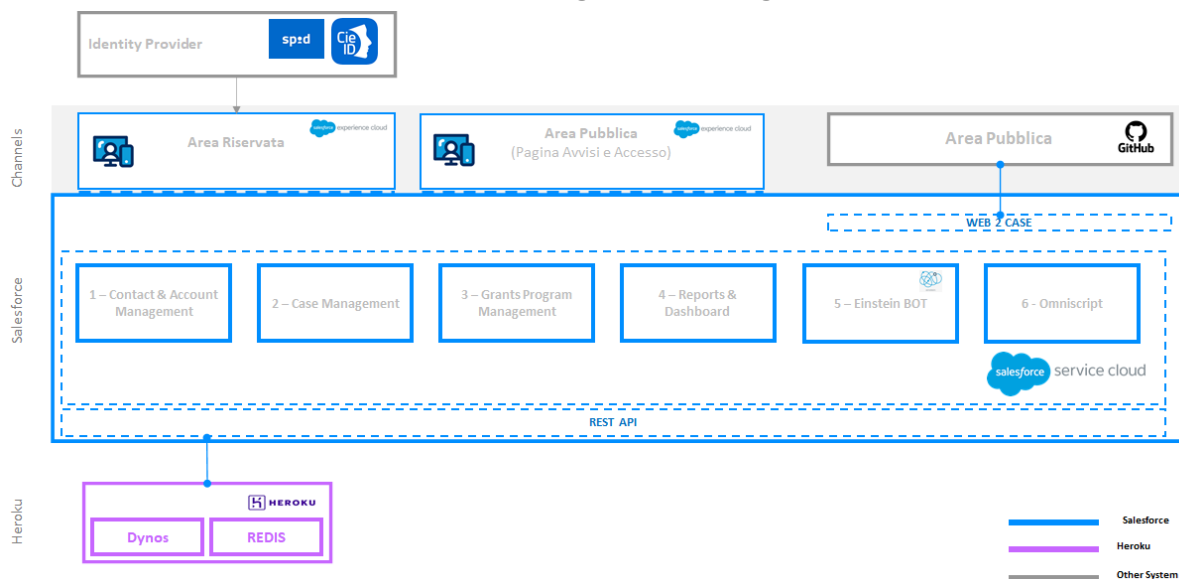 Identity Provider
sp:d
Cie
ID
Channels
Area Riservata
salesforce experience cloud
Area Pubblica
(Pagina Avvisi e Accesso)
salesforce experience cloud
Area Pubblica
GitHub
WEB 2 CASE
Salesforce
1 – Contact & Account
Management
2 – Case Management
3 – Grants Program
Management
4 – Reports &
Dashboard
5 – Einstein BOT
6 - Omniscript
salesforce service cloud
REST API
Heroku
HEROKU
Dynos
REDIS
Salesforce
Heroku
Other System